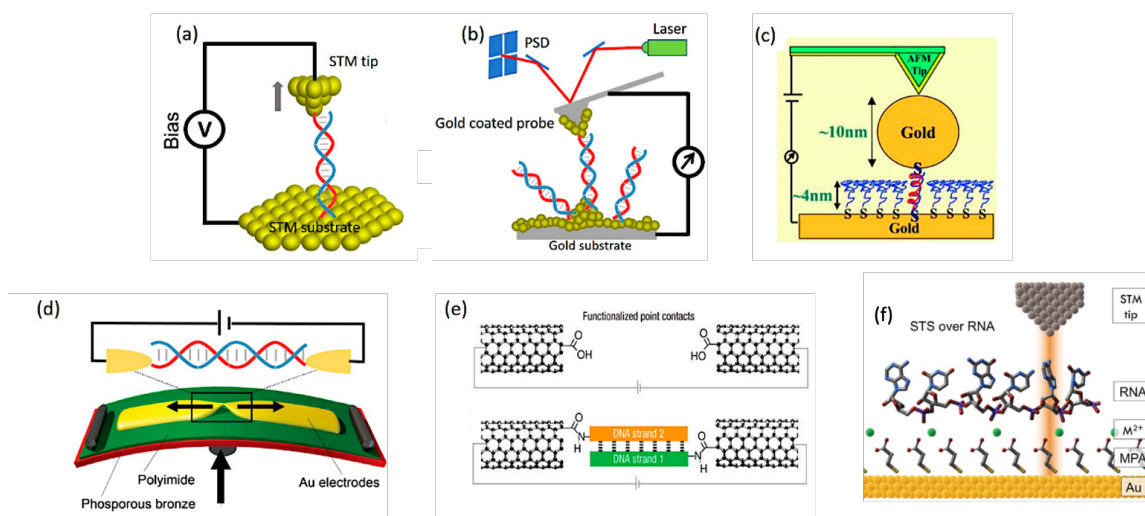 (a)
STM tip
Bias
V
STM substrate
(b)
PSD
Laser
Gold coated probe
Gold substrate
(c)
AFM
Tip
~10nm
Gold
S
~4nm
S S S S S S S S S
Gold
(d)
Polyimide
Phosporous bronze
Au electrodes
(e)
Functionalized point contacts
O
OH
O
HO
O
N
H
DNA strand 2
DNA strand 1
O
N
H
(f)
STS over RNA
STM
tip
RNA
M²⁺
MPA
Au